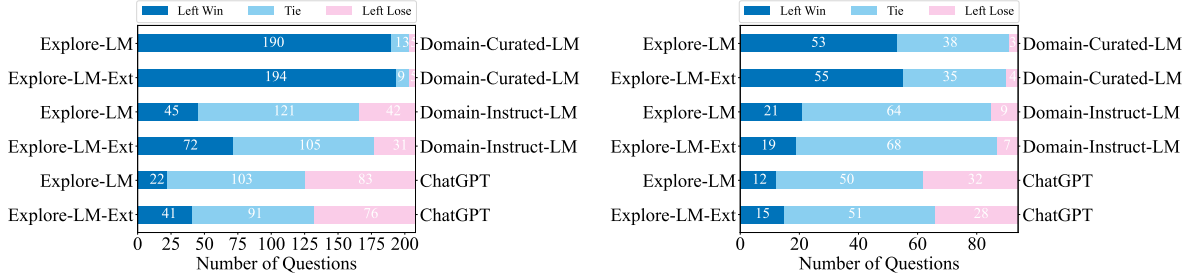 Left Win Tie Left Lose
Explore-LM 190 13 Domain-Curated-LM
Explore-LM-Ext 194 9 Domain-Curated-LM
Explore-LM 45 121 42 Domain-Instruct-LM
Explore-LM-Ext 72 105 31 Domain-Instruct-LM
Explore-LM 22 103 83 ChatGPT
Explore-LM-Ext 41 91 76 ChatGPT
0 25 50 75 100 125 150 175 200
Number of Questions
Left Win Tie Left Lose
Explore-LM 53 38 3 Domain-Curated-LM
Explore-LM-Ext 55 35 4 Domain-Curated-LM
Explore-LM 21 64 9 Domain-Instruct-LM
Explore-LM-Ext 19 68 7 Domain-Instruct-LM
Explore-LM 12 50 32 ChatGPT
Explore-LM-Ext 15 51 28 ChatGPT
0 20 40 60 80
Number of Questions